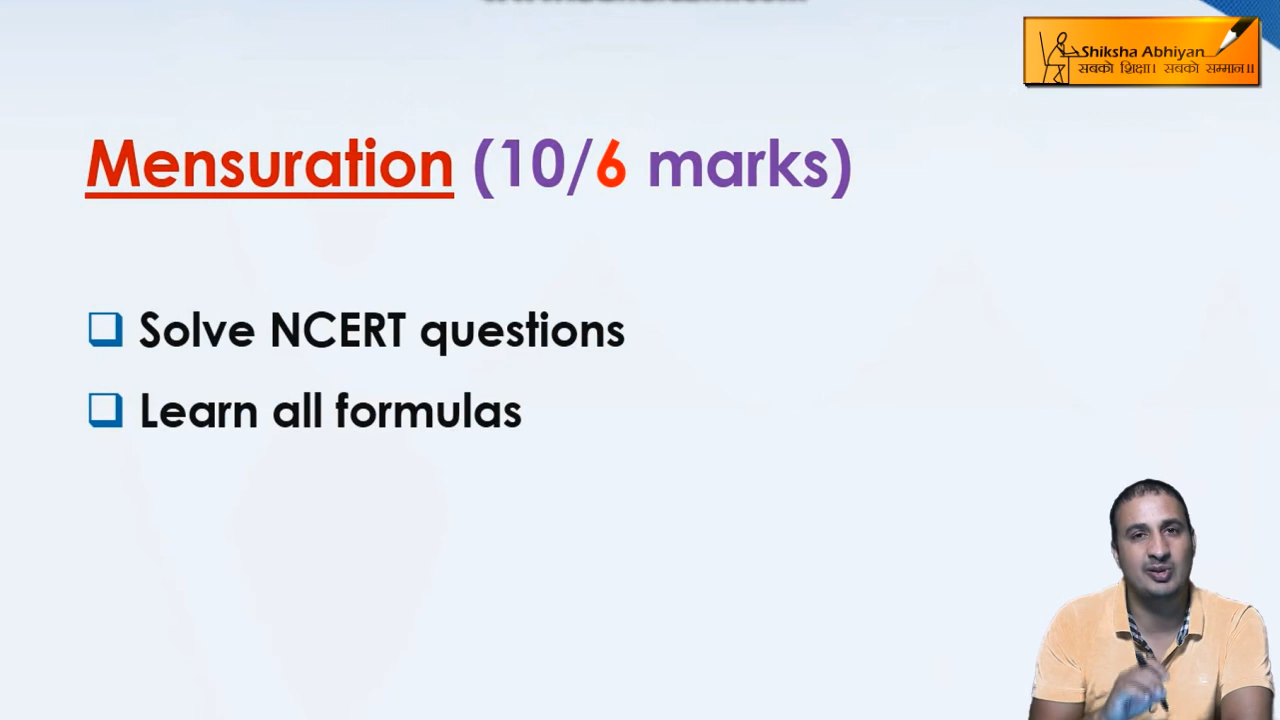 Shiksha Abhiyan
सबको शिक्षा। सबको सम्मान॥
Mensuration (10/6 marks)
Solve NCERT questions
Learn all formulas